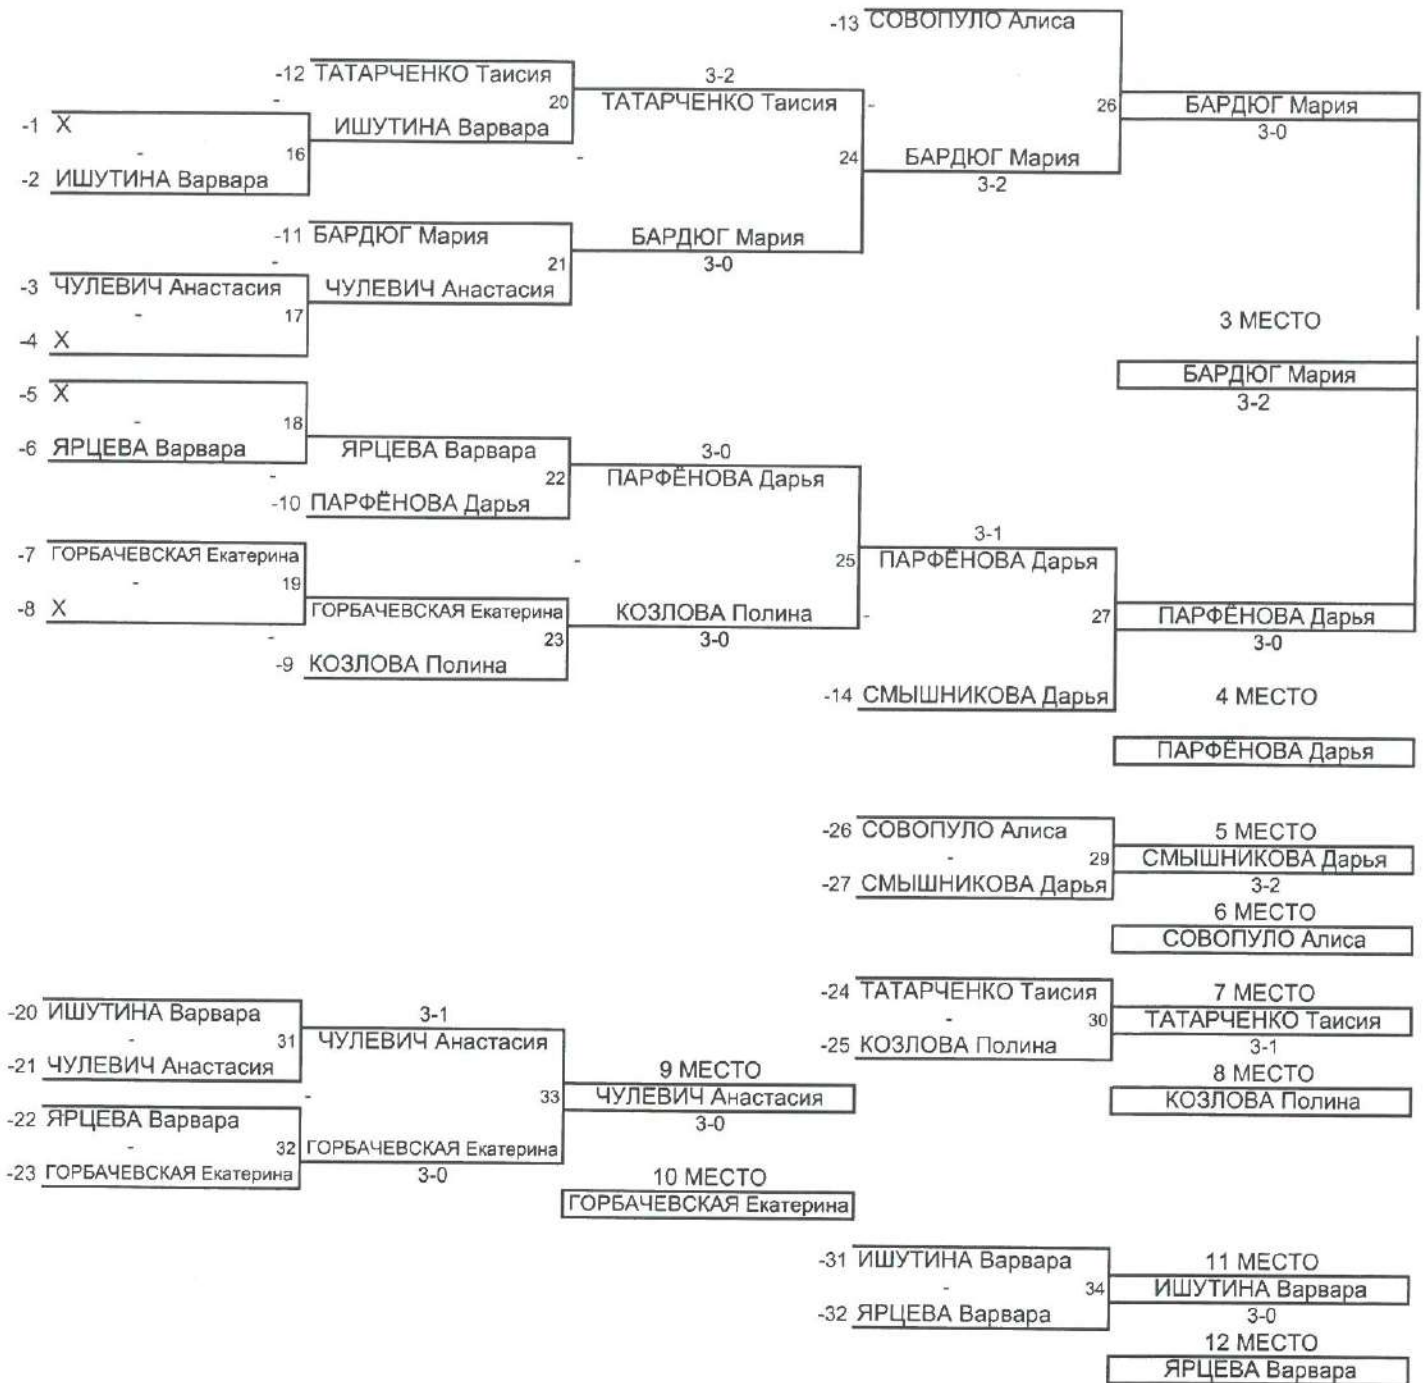 -13 СОВОПУЛО Алиса
-12 ТАТАРЧЕНКО Таисия
3-2
-
20
ТАТАРЧЕНКО Таисия
-
26
БАРДЮГ Мария
-1 X
ИШУТИНА Варвара
3-0
-
16
-
24
БАРДЮГ Мария
-2 ИШУТИНА Варвара
3-2
-11 БАРДЮГ Мария
БАРДЮГ Мария
-
21
3-0
-3 ЧУЛЕВИЧ Анастасия
ЧУЛЕВИЧ Анастасия
-
17
3 МЕСТО
-4 X
БАРДЮГ Мария
-5 X
3-2
-
18
-6 ЯРЦЕВА Варвара
ЯРЦЕВА Варвара
3-0
-
22
ПАРФЁНОВА Дарья
-10 ПАРФЁНОВА Дарья
3-1
-7 ГОРБАЧЕВСКАЯ Екатерина
-
25
ПАРФЁНОВА Дарья
-
19
-8 X
ГОРБАЧЕВСКАЯ Екатерина
КОЗЛОВА Полина
-
27
ПАРФЁНОВА Дарья
-
23
3-0
3-0
-9 КОЗЛОВА Полина
-14 СМЫШНИКОВА Дарья
4 МЕСТО
ПАРФЁНОВА Дарья
-26 СОВОПУЛО Алиса
5 МЕСТО
-
29
СМЫШНИКОВА Дарья
-27 СМЫШНИКОВА Дарья
3-2
6 МЕСТО
СОВОПУЛО Алиса
-24 ТАТАРЧЕНКО Таисия
7 МЕСТО
-20 ИШУТИНА Варвара
3-1
-
30
ТАТАРЧЕНКО Таисия
-
31
ЧУЛЕВИЧ Анастасия
-25 КОЗЛОВА Полина
3-1
-21 ЧУЛЕВИЧ Анастасия
9 МЕСТО
8 МЕСТО
-
33
ЧУЛЕВИЧ Анастасия
КОЗЛОВА Полина
-22 ЯРЦЕВА Варвара
3-0
-
32
ГОРБАЧЕВСКАЯ Екатерина
-23 ГОРБАЧЕВСКАЯ Екатерина
3-0
10 МЕСТО
ГОРБАЧЕВСКАЯ Екатерина
-31 ИШУТИНА Варвара
11 МЕСТО
-
34
ИШУТИНА Варвара
-32 ЯРЦЕВА Варвара
3-0
12 МЕСТО
ЯРЦЕВА Варвара